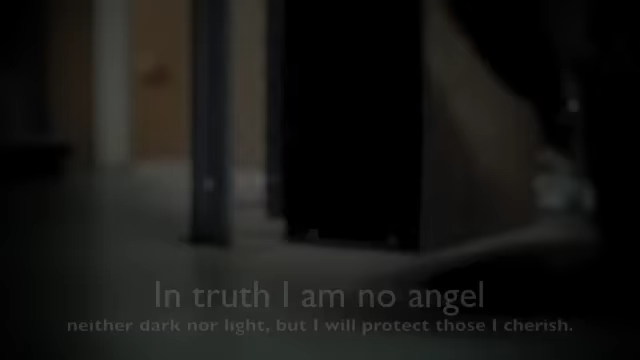 In truth I am no angel
neither dark nor light, but I will protect those I cherish.